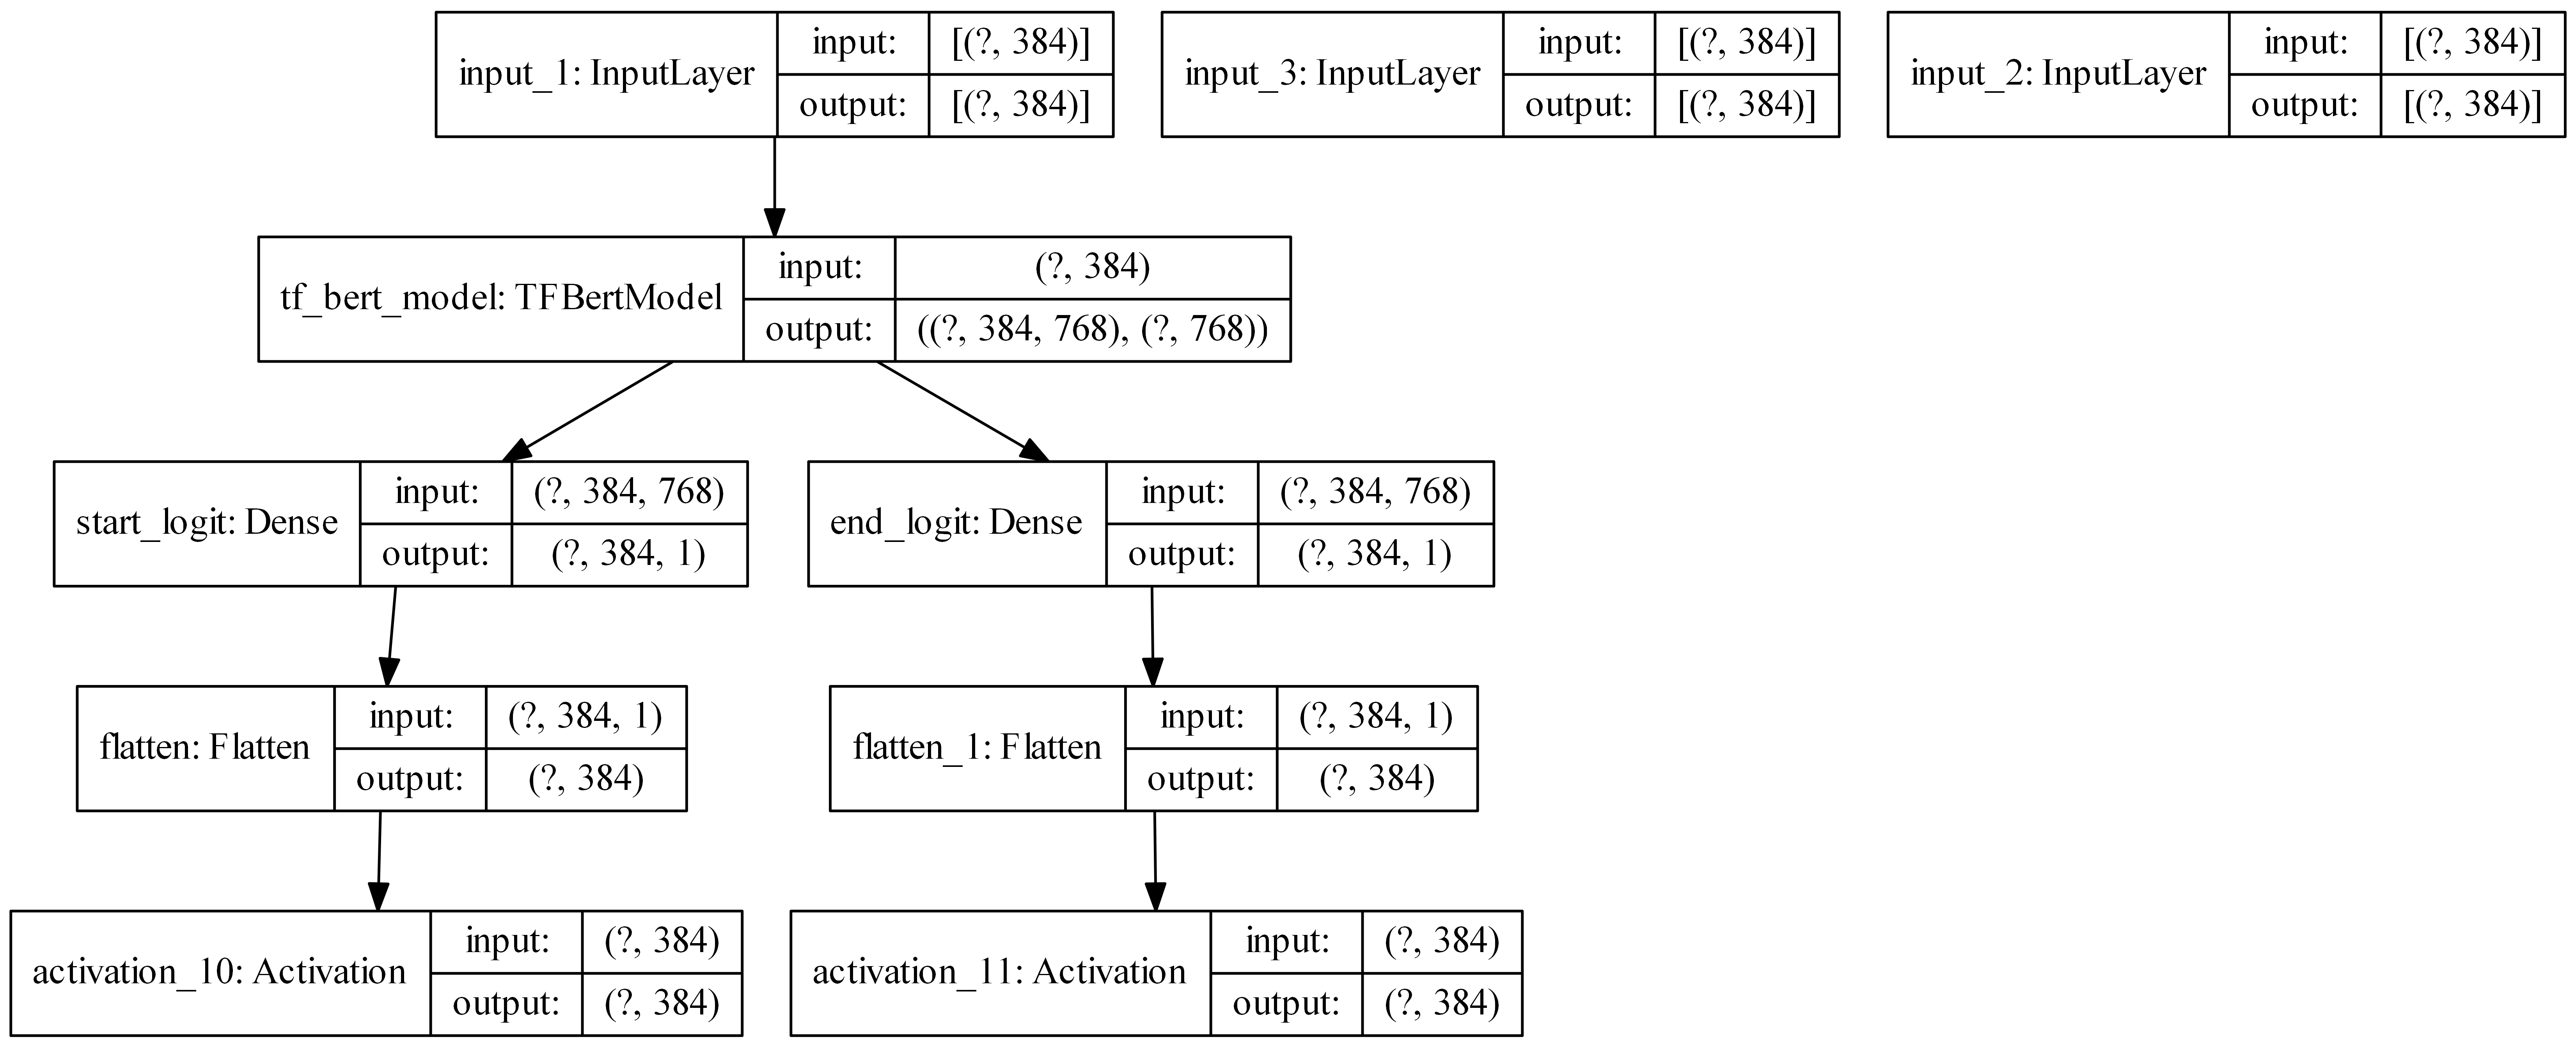 input_1: InputLayer
input: [(?, 384)]
output: [(?, 384)]
input_3: InputLayer
input: [(?, 384)]
output: [(?, 384)]
input_2: InputLayer
input: [(?, 384)]
output: [(?, 384)]
tf_bert_model: TFBertModel
input: (?, 384)
output: ((?, 384, 768), (?, 768))
start_logit: Dense
input: (?, 384, 768)
output: (?, 384, 1)
end_logit: Dense
input: (?, 384, 768)
output: (?, 384, 1)
flatten: Flatten
input: (?, 384, 1)
output: (?, 384)
flatten_1: Flatten
input: (?, 384, 1)
output: (?, 384)
activation_10: Activation
input: (?, 384)
output: (?, 384)
activation_11: Activation
input: (?, 384)
output: (?, 384)